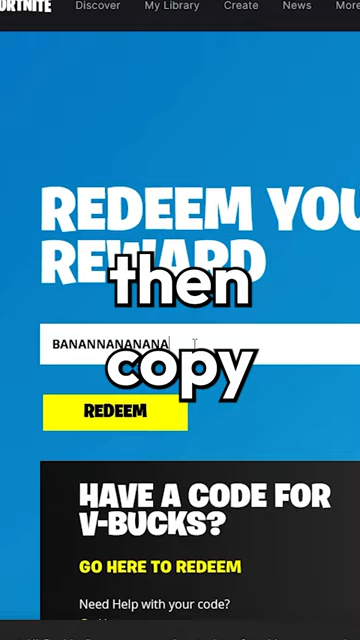 ORTNITE Discover My Library Create News More
REDEEM YOU
REWARD
then
BANANNANANANA
copy
REDEEM
HAVE A CODE FOR
V-BUCKS?
GO HERE TO REDEEM
Need Help with your code?